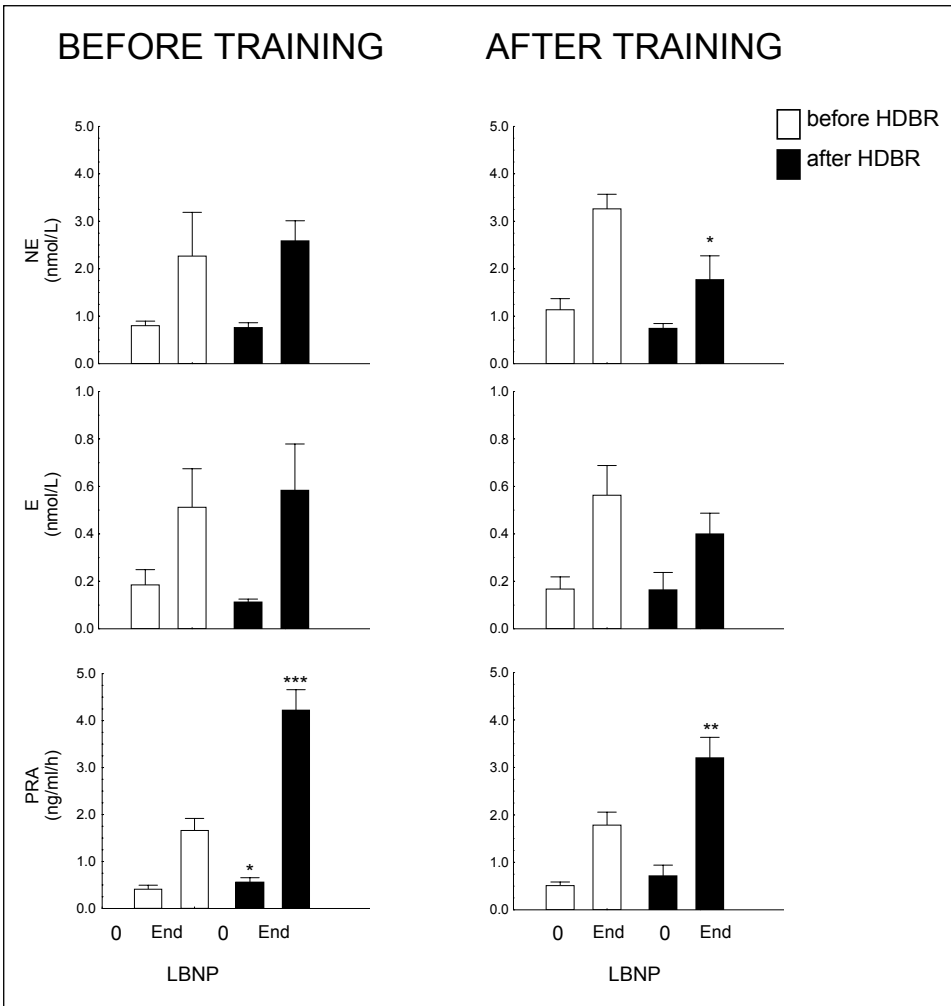 BEFORE TRAINING
AFTER TRAINING
before HDBR
after HDBR
NE
(nmol/L)
5.0
4.0
3.0
2.0
1.0
0.0
5.0
4.0
3.0
2.0
1.0
0.0
*
E
(nmol/L)
1.0
0.8
0.6
0.4
0.2
0.0
1.0
0.8
0.6
0.4
0.2
0.0
PRA
(ng/ml/h)
5.0
4.0
3.0
2.0
1.0
0.0
*
***
5.0
4.0
3.0
2.0
1.0
0.0
**
0 End 0 End
LBNP
0 End 0 End
LBNP